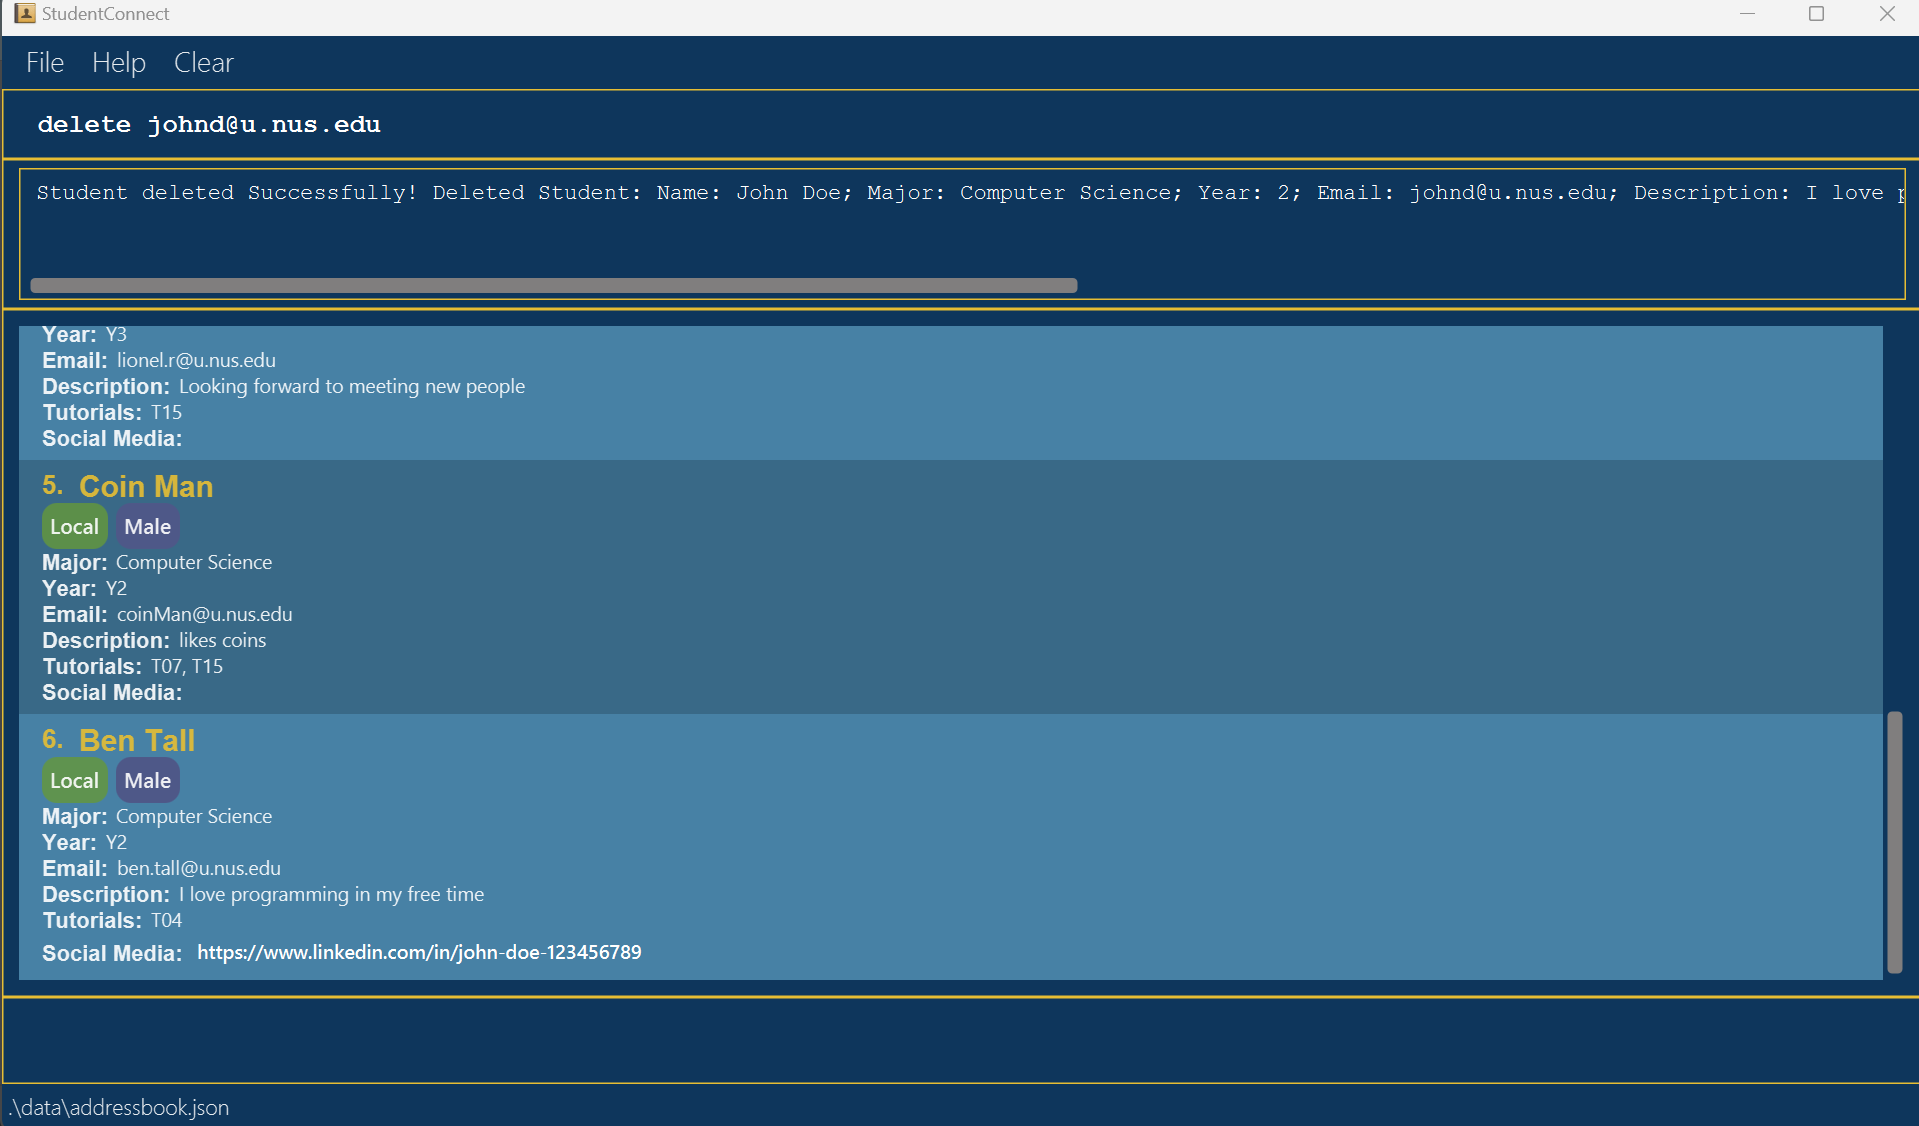 StudentConnect
File Help Clear
delete johnd@u.nus.edu
Student deleted Successfully! Deleted Student: Name: John Doe; Major: Computer Science; Year: 2; Email: johnd@u.nus.edu; Description: I love
Year: Y3
Email: lionel.r@u.nus.edu
Description: Looking forward to meeting new people
Tutorials: T15
Social Media:
5. Coin Man
Local Male
Major: Computer Science
Year: Y2
Email: coinMan@u.nus.edu
Description: likes coins
Tutorials: T07, T15
Social Media:
6. Ben Tall
Local Male
Major: Computer Science
Year: Y2
Email: ben.tall@u.nus.edu
Description: I love programming in my free time
Tutorials: T04
Social Media: https://www.linkedin.com/in/john-doe-123456789
.\data\addressbook.json